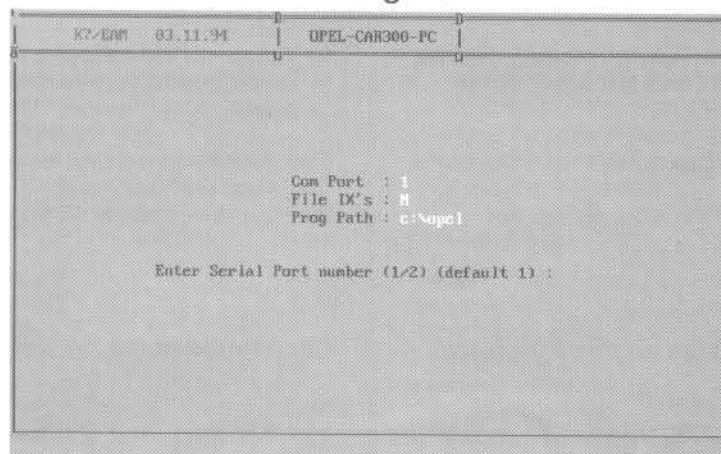 K7/EAM 03.11.94 OPEL-CAR300-PC
Com Port : 1
File IX's : M
Prog Path : c:\opel
Enter Serial Port number (1/2) (default 1) :